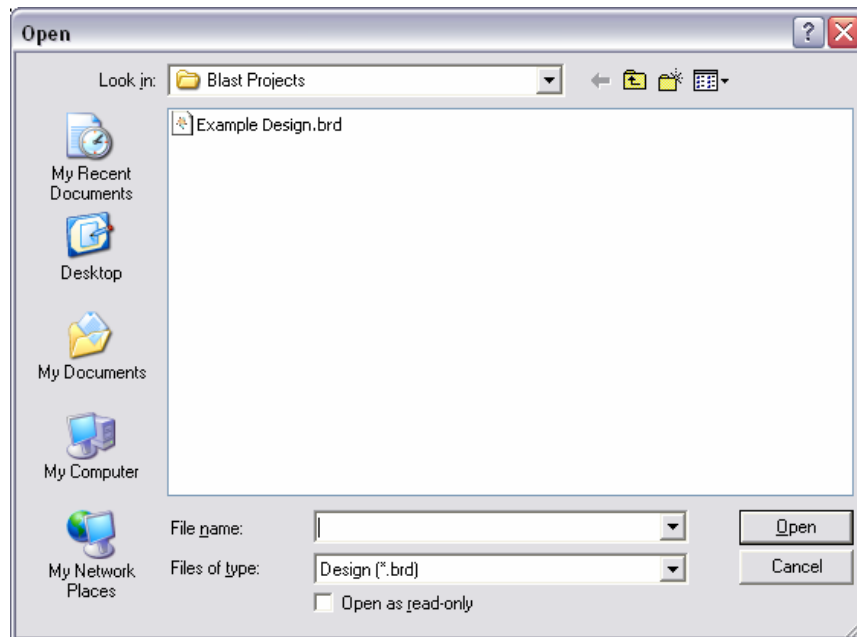 Open
Look in: Blast Projects
Example Design.brd
My Recent
Documents
Desktop
My Documents
My Computer
My Network
Places
File name:
Open
Files of type: Design (*.brd)
Cancel
Open as read-only